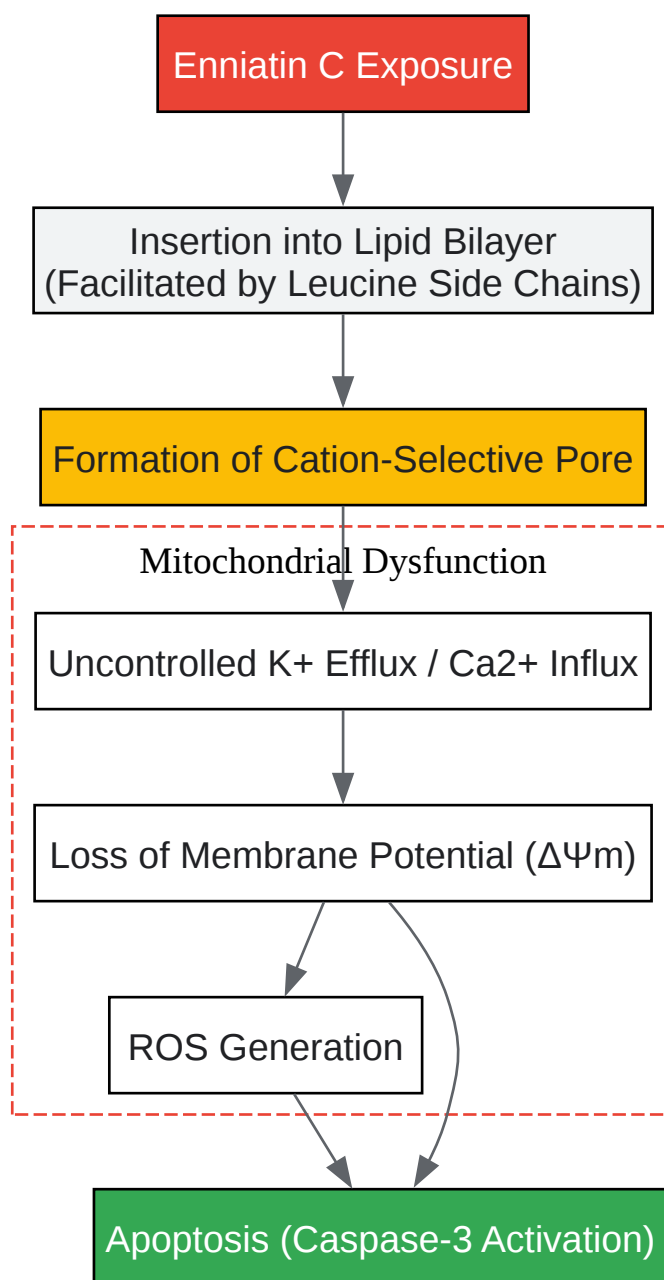 Enniatin C Exposure
Insertion into Lipid Bilayer
(Facilitated by Leucine Side Chains)
Formation of Cation-Selective Pore
Mitochondrial Dysfunction
Uncontrolled K+ Efflux / Ca2+ Influx
Loss of Membrane Potential (ΔΨm)
ROS Generation
Apoptosis (Caspase-3 Activation)